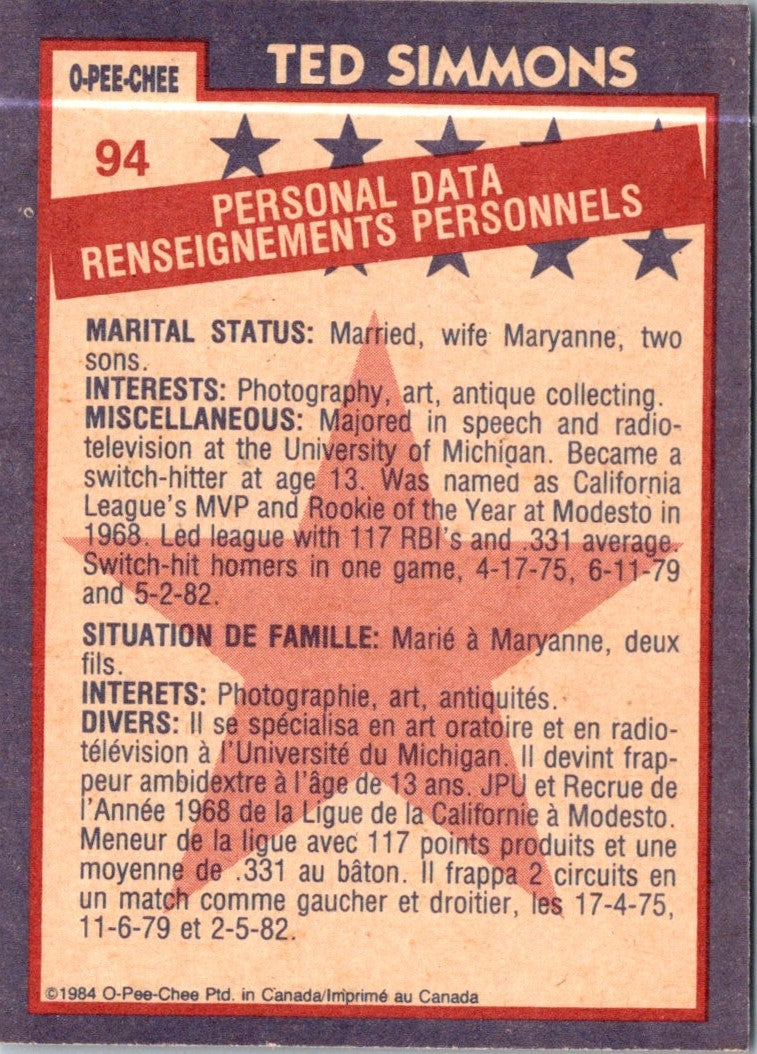 O-PEE-CHEE
TED SIMMONS
94
PERSONAL DATA
RENSEIGNEMENTS PERSONNELS
MARITAL STATUS: Married, wife Maryanne, two
sons.
INTERESTS: Photography, art, antique collecting.
MISCELLANEOUS: Majored in speech and radio-
television at the University of Michigan. Became a
switch-hitter at age 13. Was named as California
League's MVP and Rookie of the Year at Modesto in
1968. Led league with 117 RBI's and .331 average.
Switch-hit homers in one game, 4-17-75, 6-11-79
and 5-2-82.
SITUATION DE FAMILLE: Marié à Maryanne, deux
fils.
INTERETS: Photographie, art, antiquités.
DIVERS: Il se spécialisa en art oratoire et en radio-
télévision à l'Université du Michigan. Il devint frap-
peur ambidextre à l'âge de 13 ans. JPU et Recrue de
l'Année 1968 de la Ligue de la Californie à Modesto.
Meneur de la ligue avec 117 points produits et une
moyenne de .331 au bâton. Il frappa 2 circuits en
un match comme gaucher et droitier, les 17-4-75,
11-6-79 et 2-5-82.
©1984 O-Pee-Chee Ptd. in Canada/Imprimé au Canada